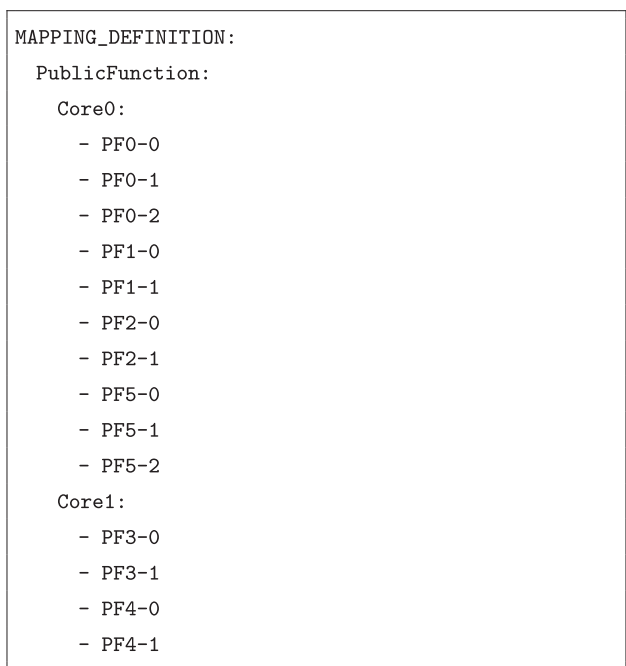 MAPPING_DEFINITION:
PublicFunction:
Core0:
- PF0-0
- PF0-1
- PF0-2
- PF1-0
- PF1-1
- PF2-0
- PF2-1
- PF5-0
- PF5-1
- PF5-2
Core1:
- PF3-0
- PF3-1
- PF4-0
- PF4-1